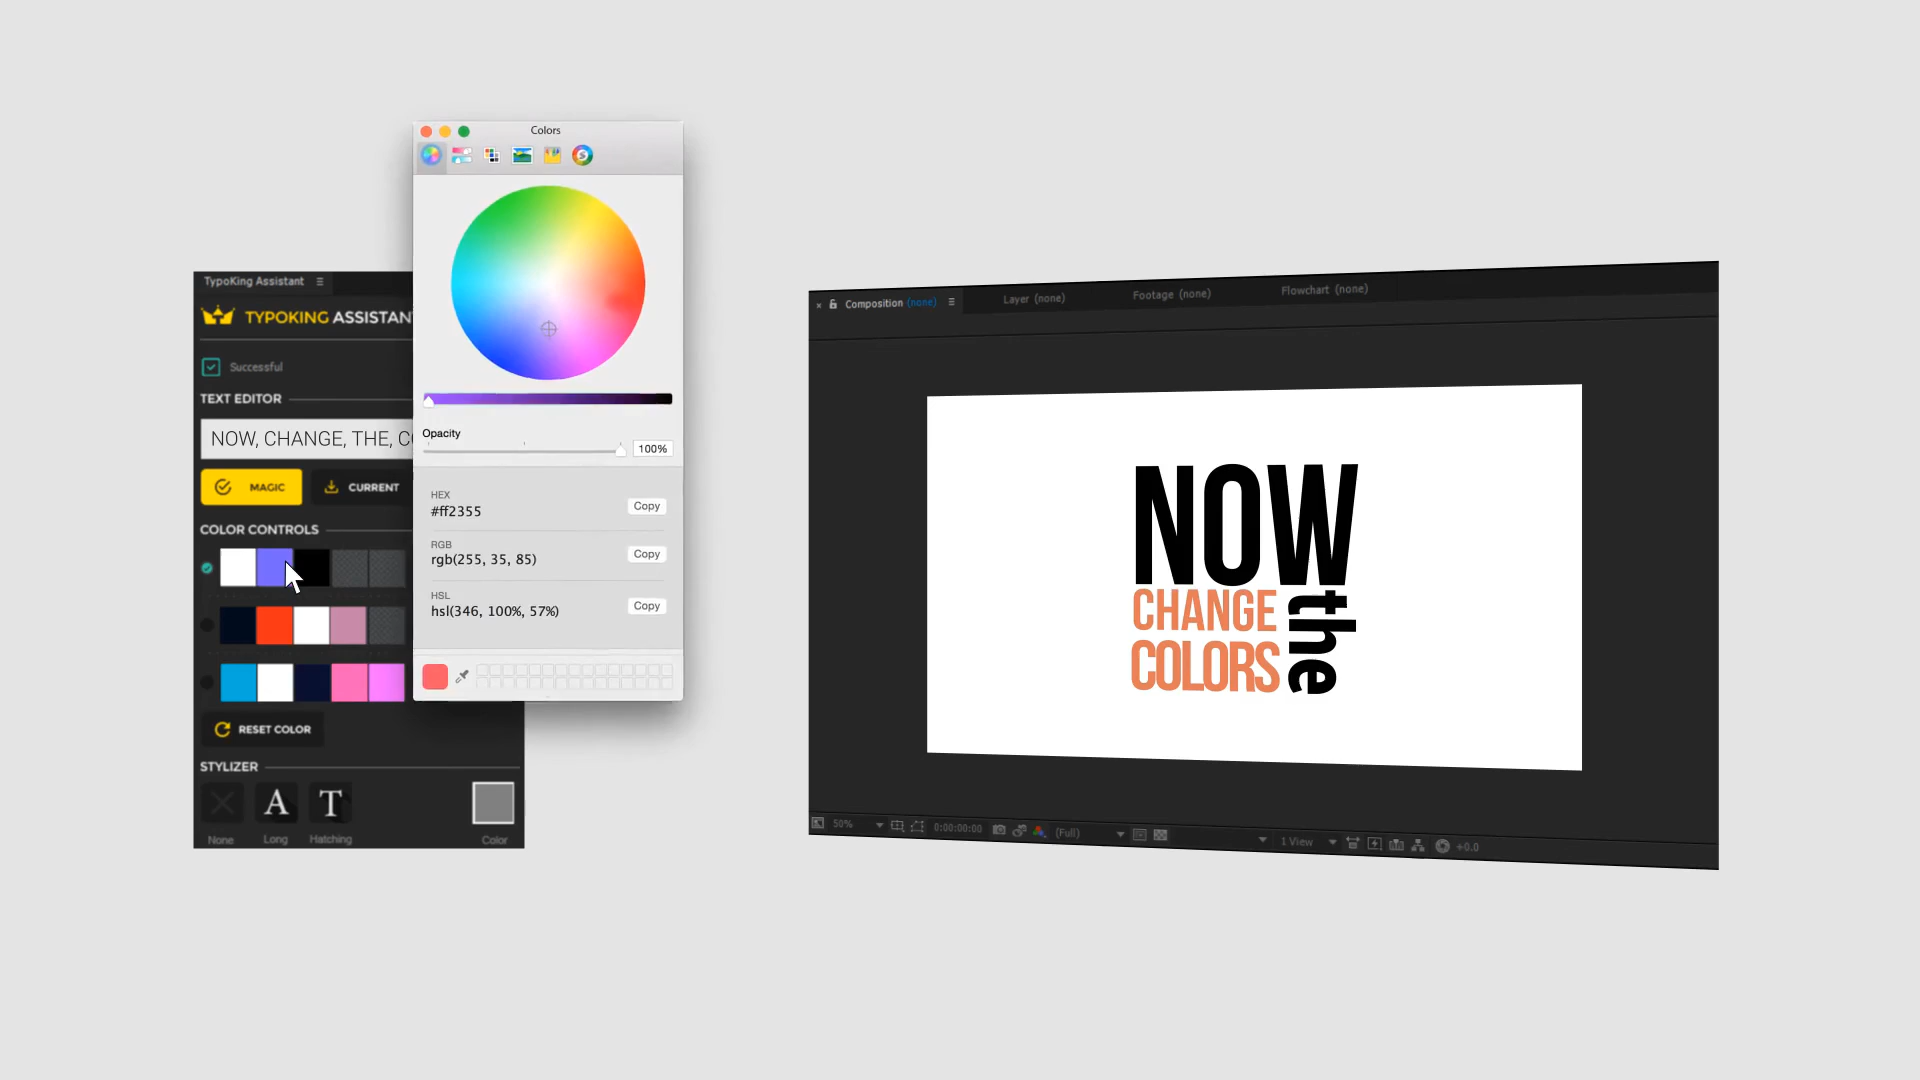 Colors
Opacity
100%
HEX
#ff2355
Copy
RGB
rgb(255, 35, 85)
Copy
HSL
hsl(346, 100%, 57%)
Copy
TypoKing Assistant
TYPOKING ASSISTAN
Successful
TEXT EDITOR
NOW, CHANGE, THE, CO
MAGIC
CURRENT
COLOR CONTROLS
RESET COLOR
STYLIZER
A
T
None
Long
Hatching
Color
Composition (none)
Layer (none)
Footage (none)
Flowchart (none)
NOW
CHANGE
the
COLORS
50%
0:00:00:00
(Full)
1 View
+0.0